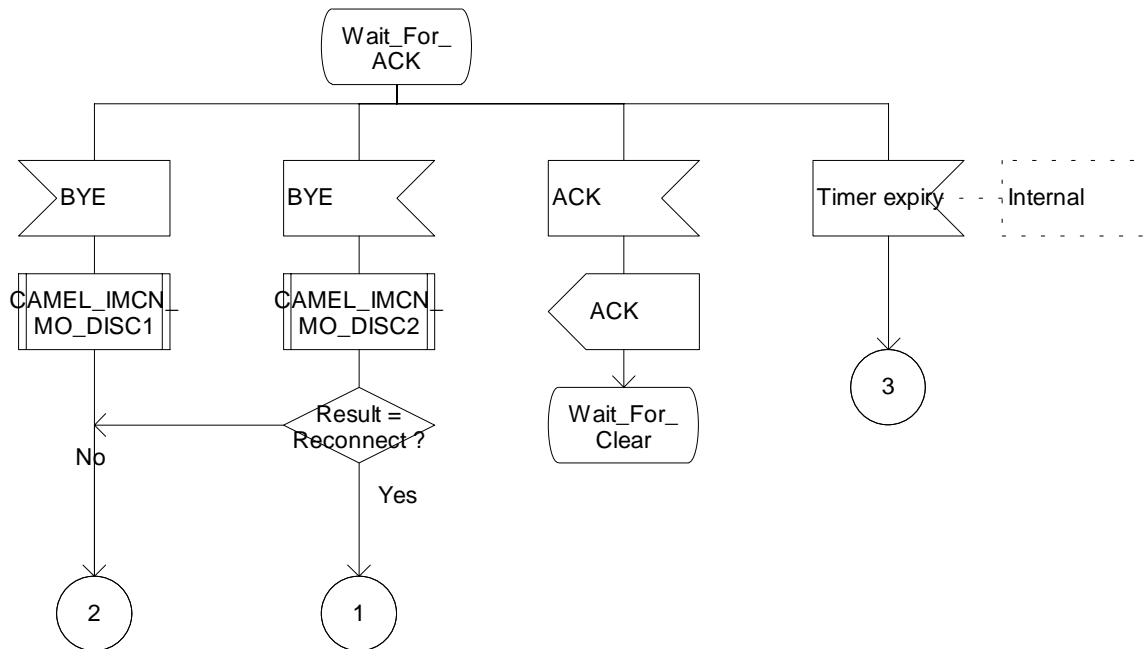 Wait_For_
ACK
BYE
BYE
ACK
Timer expiry
Internal
CAMEL_IMCN_
MO_DISC1
CAMEL_IMCN_
MO_DISC2
ACK
3
Result =
Reconnect ?
Wait_For_
Clear
No
Yes
2
1